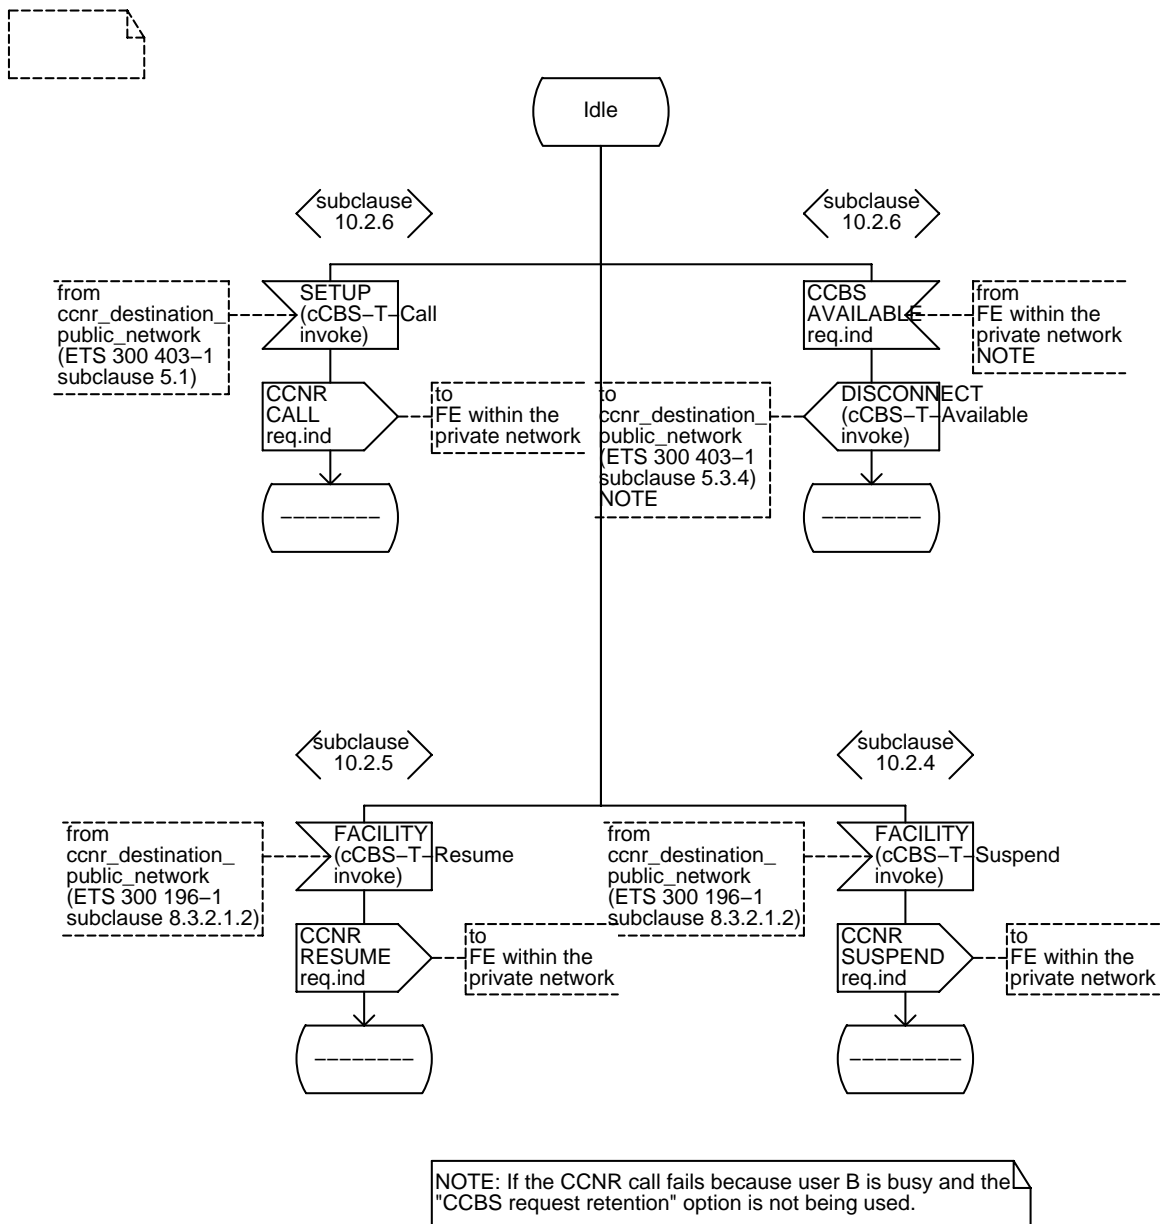 Idle
subclause
10.2.6
subclause
10.2.6
from
ccnr_destination_
public_network
(ETS 300 403–1
subclause 5.1)
SETUP
(cCBS–T–Call
invoke)
CCBS
AVAILABLE
req.ind
from
FE within the
private network
NOTE
CCNR
CALL
req.ind
to
FE within the
private network
to
ccnr_destination_
public_network
(ETS 300 403–1
subclause 5.3.4)
NOTE
DISCONNECT
(cCBS–T–Available
invoke)
––––––––
––––––––
subclause
10.2.5
subclause
10.2.4
from
ccnr_destination_
public_network
(ETS 300 196–1
subclause 8.3.2.1.2)
FACILITY
(cCBS–T–Resume
invoke)
from
ccnr_destination_
public_network
(ETS 300 196–1
subclause 8.3.2.1.2)
FACILITY
(cCBS–T–Suspend
invoke)
CCNR
RESUME
req.ind
to
FE within the
private network
CCNR
SUSPEND
req.ind
to
FE within the
private network
––––––––
––––––––
NOTE: If the CCNR call fails because user B is busy and the
"CCBS request retention" option is not being used.